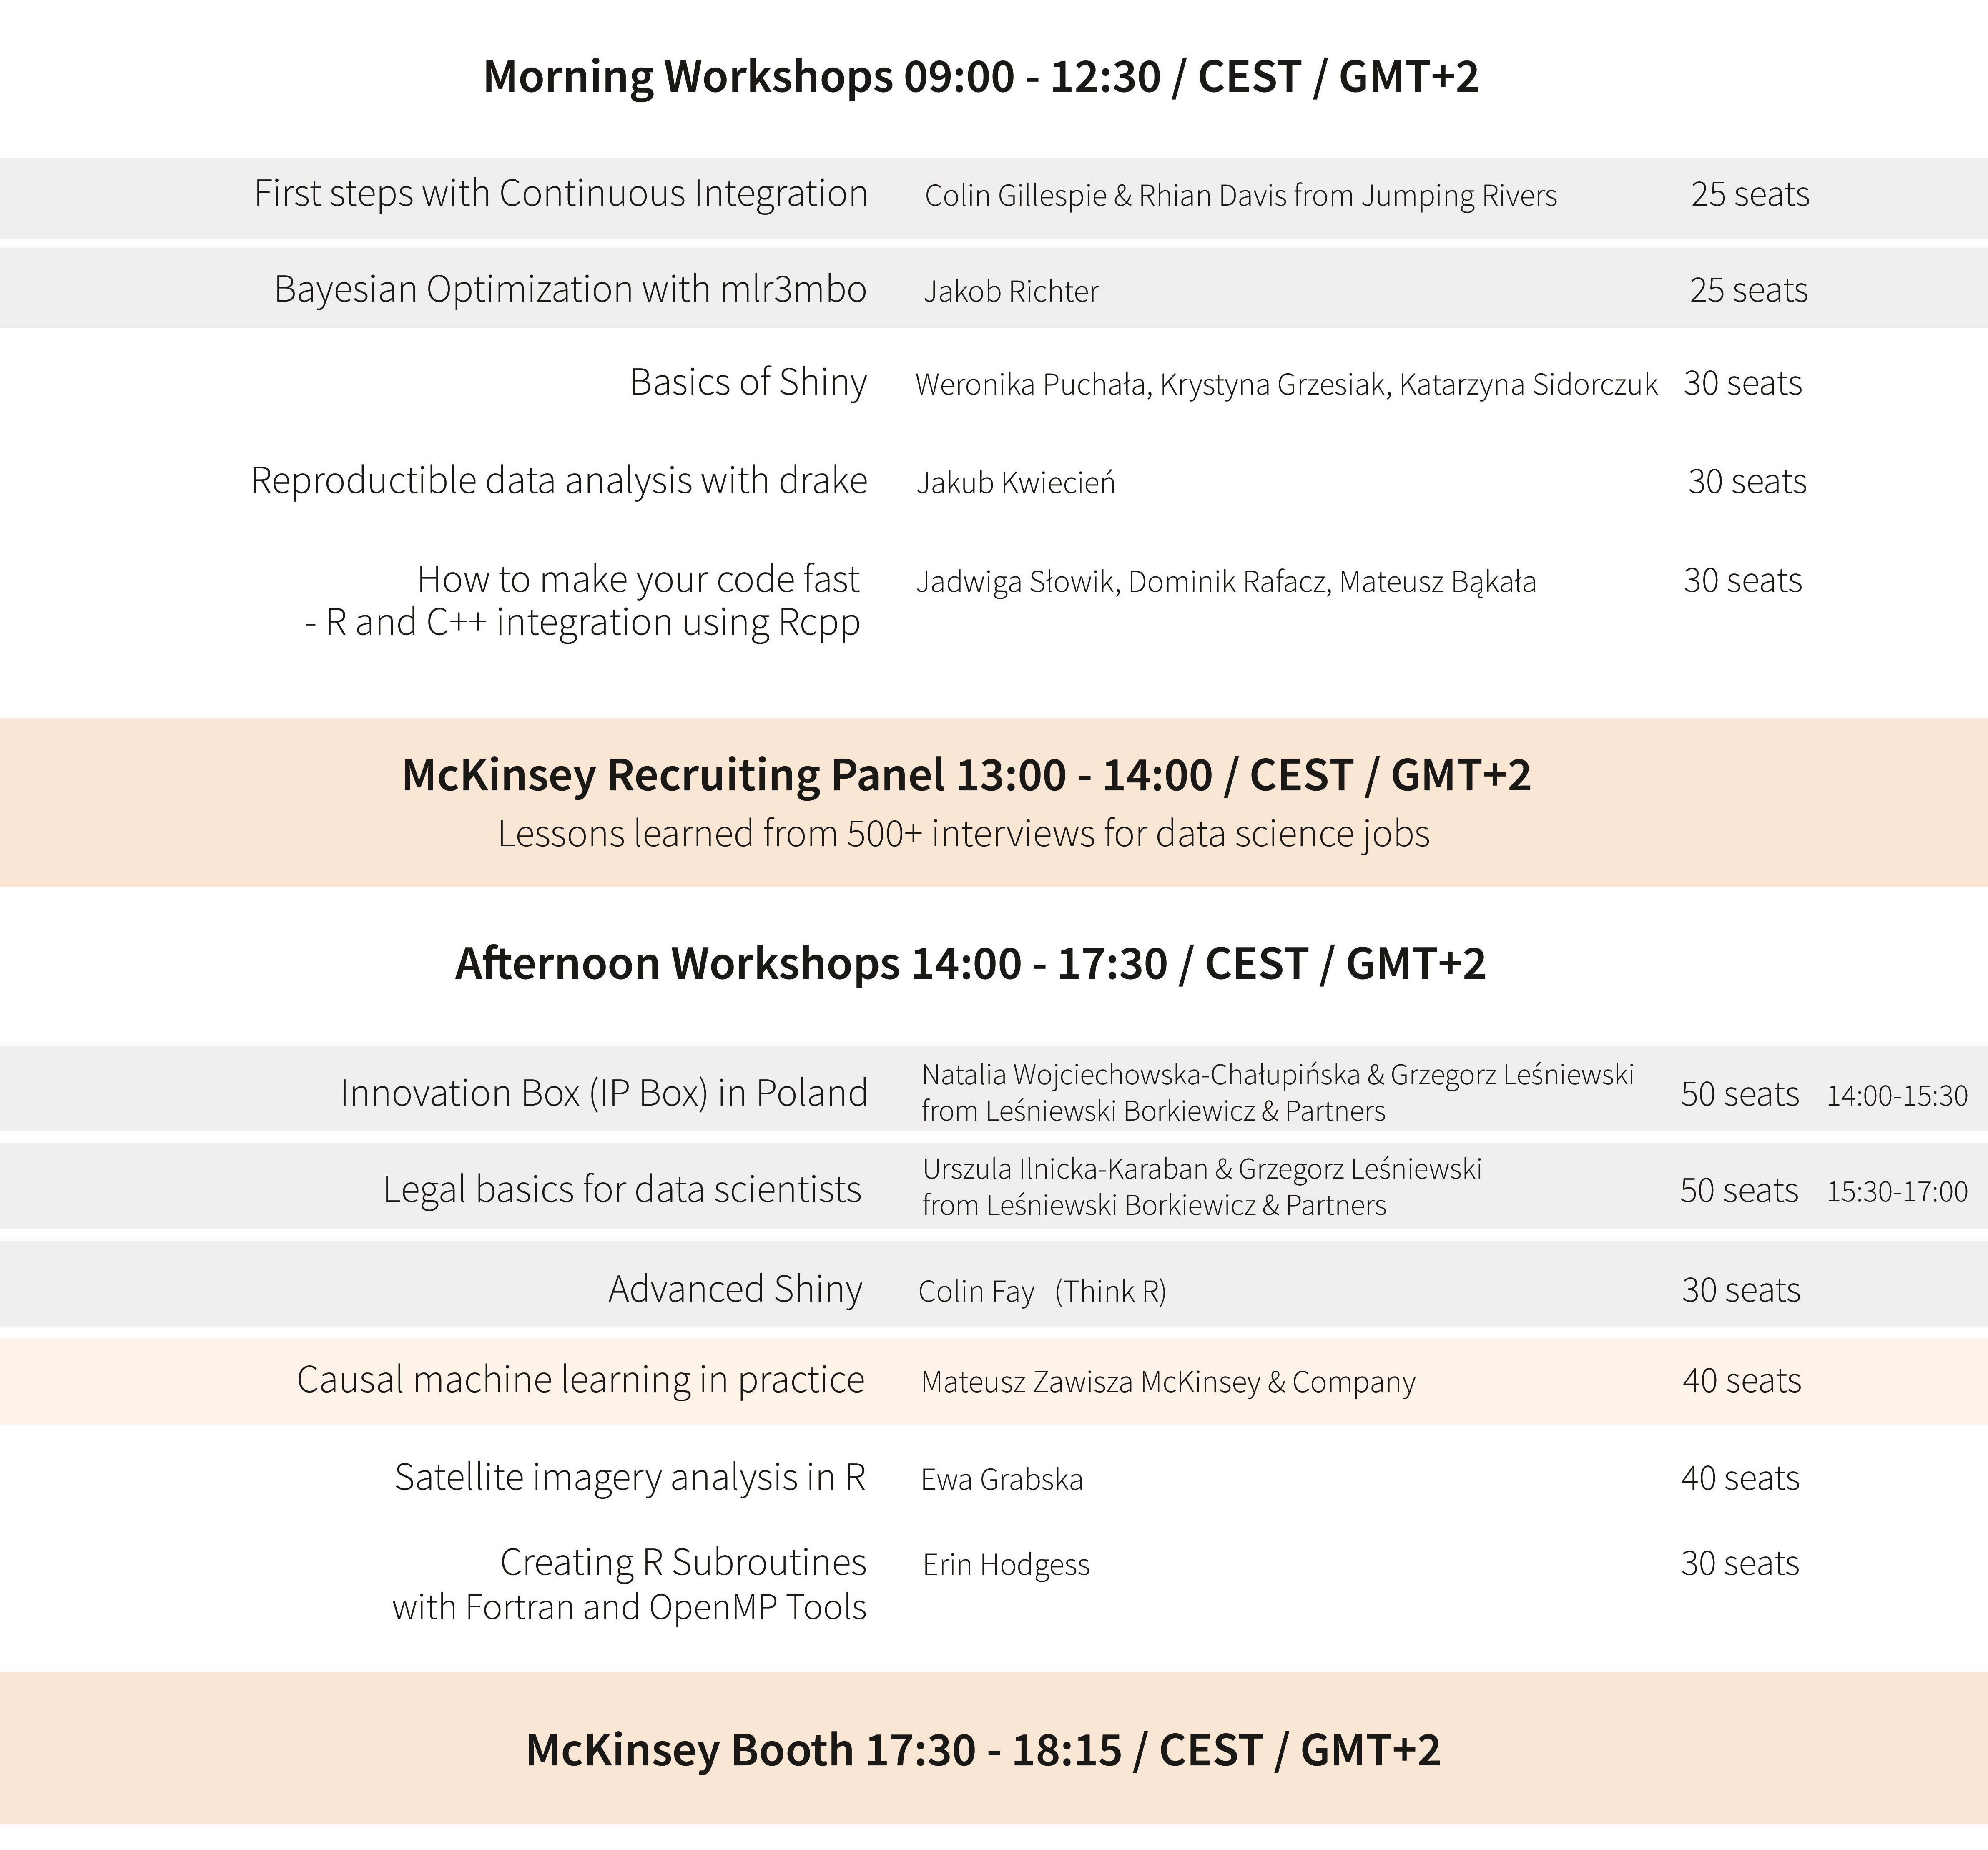 Morning Workshops 09:00 - 12:30 / CEST / GMT+2
First steps with Continuous Integration Colin Gillespie & Rhian Davis from Jumping Rivers 25 seats
Bayesian Optimization with mlr3mbo Jakob Richter 25 seats
Basics of Shiny Weronika Puchała, Krystyna Grzesiak, Katarzyna Sidorczuk 30 seats
Reproductible data analysis with drake Jakub Kwiecień 30 seats
How to make your code fast Jadwiga Słowik, Dominik Rafacz, Mateusz Bąkała 30 seats
- R and C++ integration using Rcpp
McKinsey Recruiting Panel 13:00 - 14:00 / CEST / GMT+2
Lessons learned from 500+ interviews for data science jobs
Afternoon Workshops 14:00 - 17:30 / CEST / GMT+2
Innovation Box (IP Box) in Poland Natalia Wojciechowska-Chałupińska & Grzegorz Leśniewski 50 seats 14:00-15:30
from Leśniewski Borkiewicz & Partners
Legal basics for data scientists Urszula Ilnicka-Karaban & Grzegorz Leśniewski 50 seats 15:30-17:00
from Leśniewski Borkiewicz & Partners
Advanced Shiny Colin Fay (Think R) 30 seats
Causal machine learning in practice Mateusz Zawisza McKinsey & Company 40 seats
Satellite imagery analysis in R Ewa Grabska 40 seats
Creating R Subroutines Erin Hodgess 30 seats
with Fortran and OpenMP Tools
McKinsey Booth 17:30 - 18:15 / CEST / GMT+2